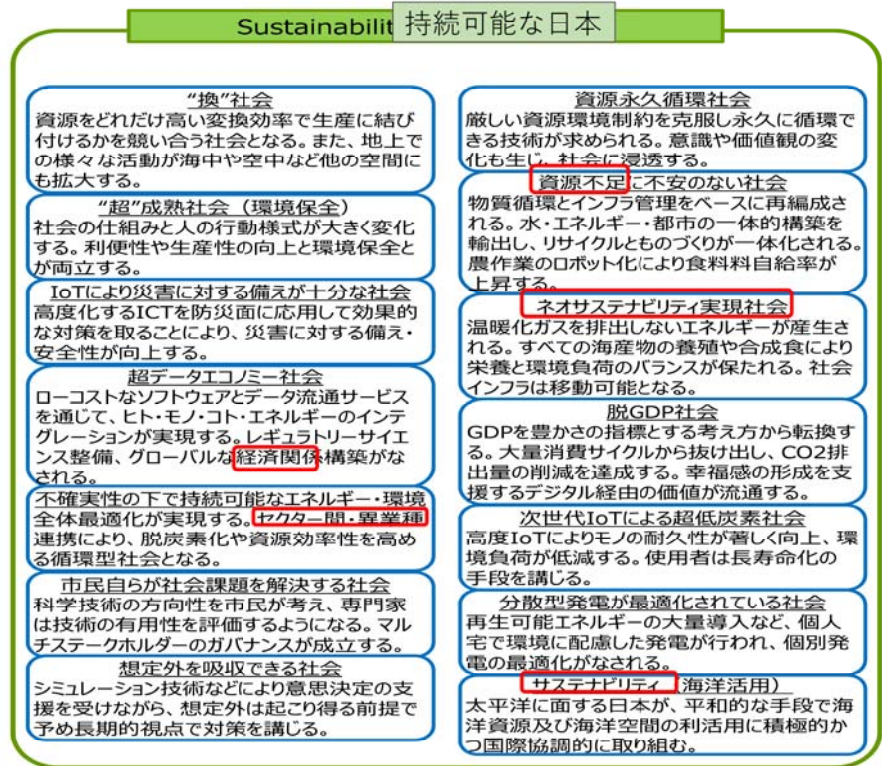 Sustainabilit
持続可能な日本
“換”社会
資源をどれだけ高い変換効率で生産に結び
付けるかを競い合う社会となる。また、地上で
の様々な活動が海中や空中など他の空間に
も拡大する。
“超”成熟社会（環境保全）
社会の仕組みと人の行動様式が大きく変化
する。利便性や生産性の向上と環境保全と
が両立する。
IoTにより災害に対する備えが十分な社会
高度化するICTを防災面に応用して効果的
な対策を取ることにより、災害に対する備え・
安全性が向上する。
超データエコノミー社会
ローコストなソフトウェアとデータ流通サービス
を通じて、ヒト・モノ・コト・エネルギーのインテ
グレーションが実現する。レギュラトリーサイエ
ンス整備、グローバルな経済関係構築がな
される。
不確実性の下で持続可能なエネルギー・環境
全体最適化が実現する。セクター間・異業種
連携により、脱炭素化や資源効率性を高め
る循環型社会となる。
市民自らが社会課題を解決する社会
科学技術の方向性を市民が考え、専門家
は技術の有用性を評価するようになる。マル
チステークホルダーのガバナンスが成立する。
想定外を吸収できる社会
シミュレーション技術などにより意思決定の支
援を受けながら、想定外は起こり得る前提で
予め長期的視点で対策を講じる。
資源永久循環社会
厳しい資源環境制約を克服し永久に循環で
きる技術が求められる。意識や価値観の変
化も生じ、社会に浸透する。
資源不足に不安のない社会
物質循環とインフラ管理をベースに再編成さ
れる。水・エネルギー・都市の一体的構築を
輸出し、リサイクルとものづくりが一体化される。
農作業のロボット化により食料料自給率が
上昇する。
ネオサステナビリティ実現社会
温暖化ガスを排出しないエネルギーが産生さ
れる。すべての海産物の養殖や合成食により
栄養と環境負荷のバランスが保たれる。社会
インフラは移動可能となる。
脱GDP社会
GDPを豊かさの指標とする考え方から転換す
る。大量消費サイクルから抜け出し、CO2排
出量の削減を達成する。幸福感の形成を支
援するデジタル経由の価値が流通する。
次世代IoTによる超低炭素社会
高度IoTによりモノの耐久性が著しく向上、環
境負荷が低減する。使用者は長寿命化の
手段を講じる。
分散型発電が最適化されている社会
再生可能エネルギーの大量導入など、個人
宅で環境に配慮した発電が行われ、個別発
電の最適化がなされる。
サステナビリティ（海洋活用）
太平洋に面する日本が、平和的な手段で海
洋資源及び海洋空間の利活用に積極的か
つ国際協調的に取り組む。